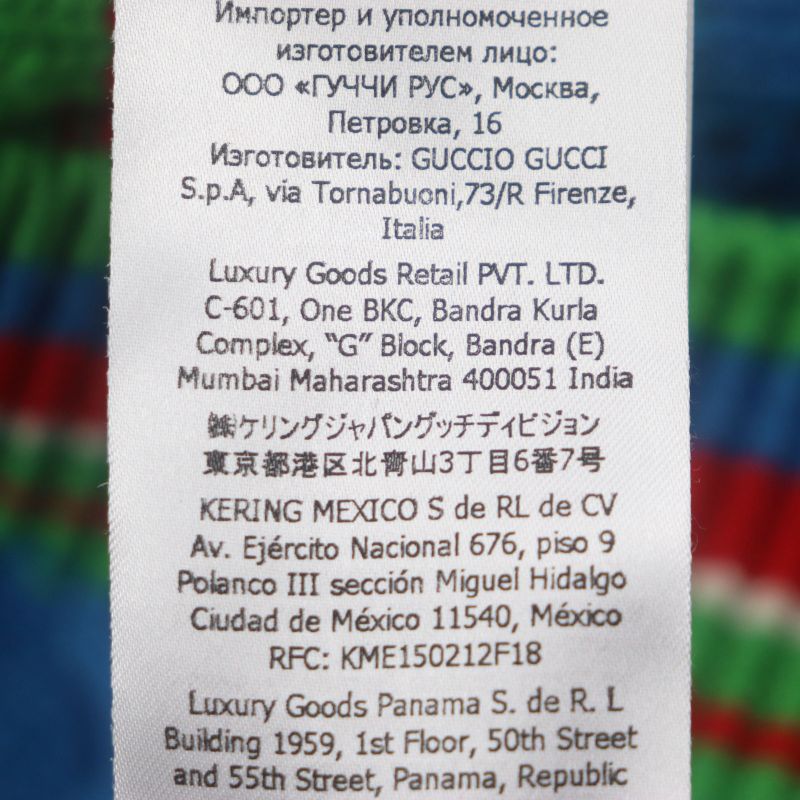 Импортер и уполномоченное
изготовителем лицо:
ООО «ГУЧЧИ РУС», Москва,
Петровка, 16
Изготовитель: GUCCIO GUCCI
S.p.A, via Tornabuoni,73/R Firenze,
Italia
Luxury Goods Retail PVT. LTD.
C-601, One BKC, Bandra Kurla
Complex, “G” Block, Bandra (E)
Mumbai Maharashtra 400051 India
㈱ケリングジャパングッチディビジョン
東京都港区北青山3丁目6番7号
KERING MEXICO S de RL de CV
Av. Ejército Nacional 676, piso 9
Polanco III sección Miguel Hidalgo
Ciudad de México 11540, México
RFC: KME150212F18
Luxury Goods Panama S. de R. L
Building 1959, 1st Floor, 50th Street
and 55th Street, Panama, Republic